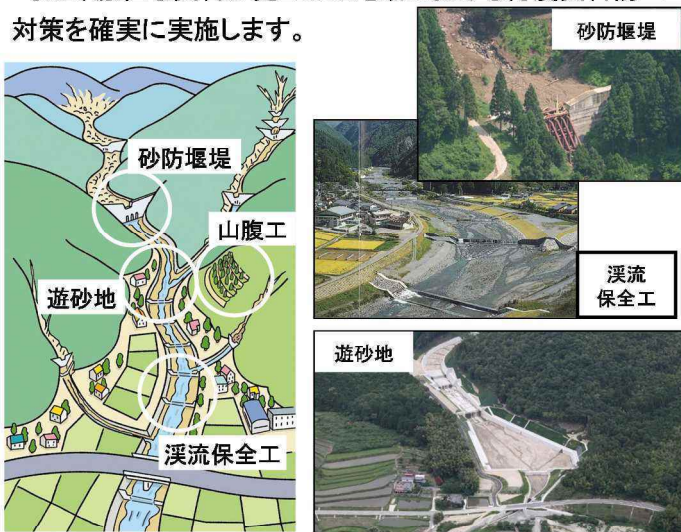 対策を確実に実施します。
砂防堰堤
山腹工
遊砂地
渓流保全工
砂防堰堤
渓流
保全工
遊砂地